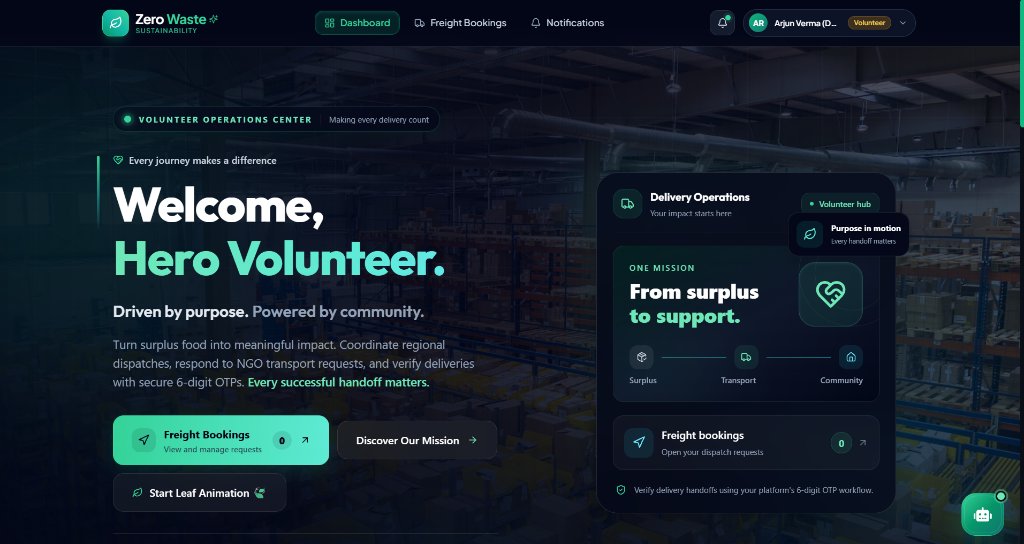 Zero Waste
SUSTAINABILITY
Dashboard
Freight Bookings
Notifications
AR
Arjun Verma (D...
Volunteer
VOLUNTEER OPERATIONS CENTER
Making every delivery count
Every journey makes a difference
Welcome,
Hero Volunteer.
Driven by purpose. Powered by community.
Turn surplus food into meaningful impact. Coordinate regional
dispatches, respond to NGO transport requests, and verify deliveries
with secure 6-digit OTPs. Every successful handoff matters.
Freight Bookings
View and manage requests
0
Discover Our Mission
Start Leaf Animation
Delivery Operations
Your impact starts here
Volunteer hub
Purpose in motion
Every handoff matters
ONE MISSION
From surplus
to support.
Surplus
Transport
Community
Freight bookings
Open your dispatch requests
0
Verify delivery handoffs using your platform's 6-digit OTP workflow.